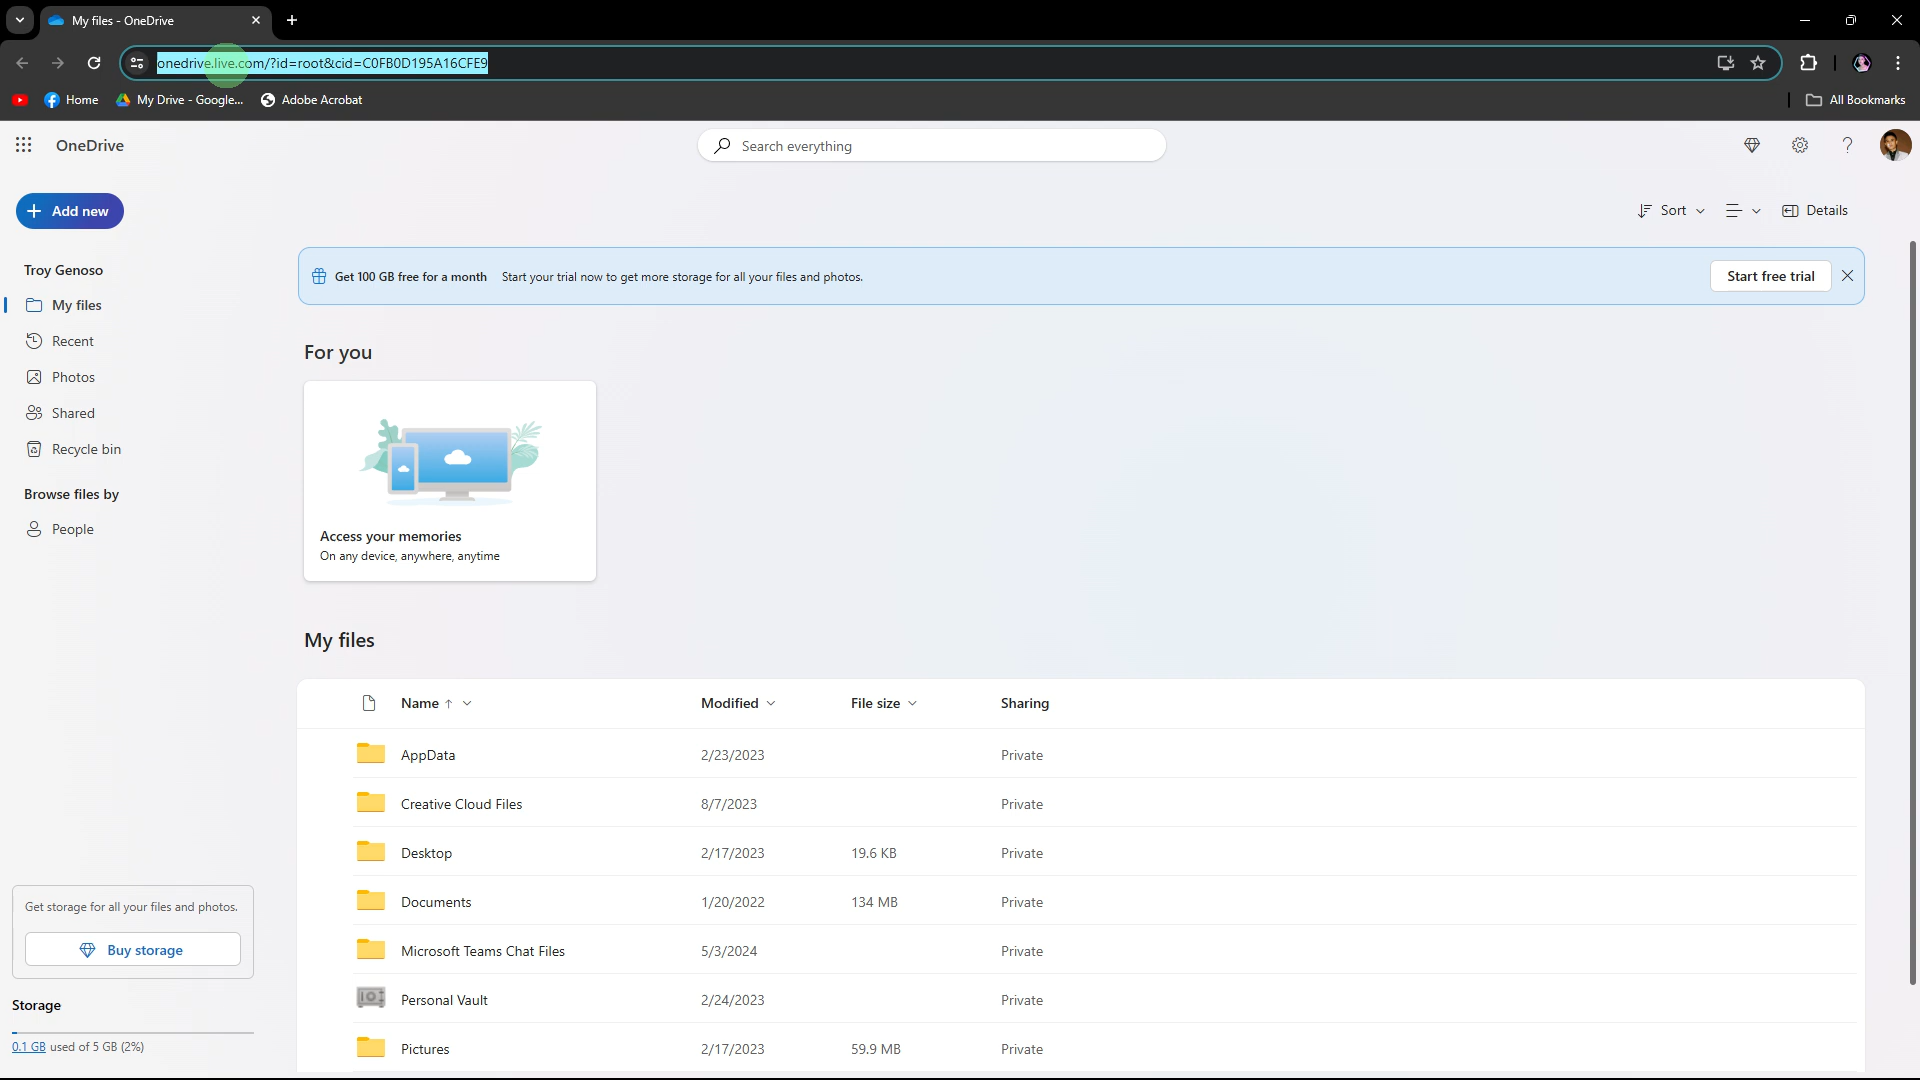 My files - OneDrive
onedrive.live.com/?id=root&cid=C0FB0D195A16CFE9
Home
My Drive - Google...
Adobe Acrobat
All Bookmarks
OneDrive
Search everything
Add new
Sort
Details
Troy Genoso
My files
Recent
Photos
Shared
Recycle bin
Browse files by
People
Get 100 GB free for a month Start your trial now to get more storage for all your files and photos.
Start free trial
For you
Access your memories
On any device, anywhere, anytime
My files
Name Modified File size Sharing
AppData 2/23/2023 Private
Creative Cloud Files 8/7/2023 Private
Desktop 2/17/2023 19.6 KB Private
Documents 1/20/2022 134 MB Private
Microsoft Teams Chat Files 5/3/2024 Private
Personal Vault 2/24/2023 Private
Pictures 2/17/2023 59.9 MB Private
Get storage for all your files and photos.
Buy storage
Storage
0.1 GB used of 5 GB (2%)